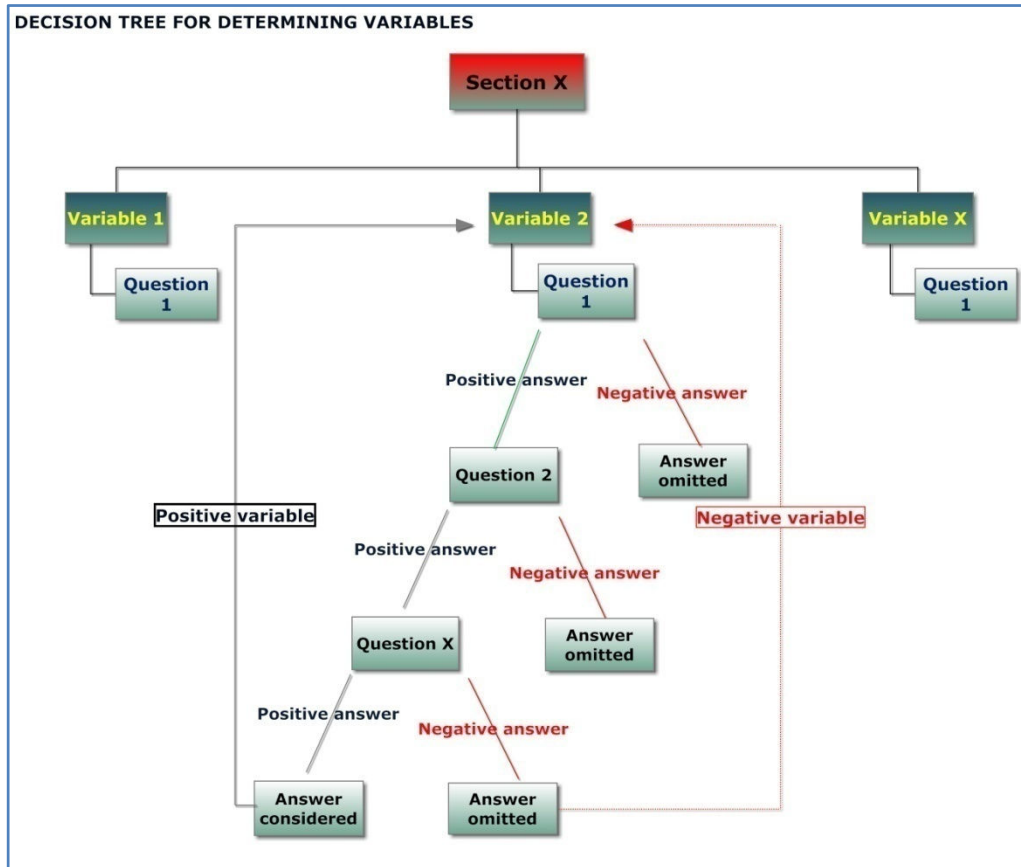 DECISION TREE FOR DETERMINING VARIABLES
Section X
Variable 1
Variable 2
Variable X
Question
1
Question
1
Question
1
Positive answer
Negative answer
Question 2
Answer
omitted
Positive variable
Negative variable
Positive answer
Negative answer
Question X
Answer
omitted
Positive answer
Negative answer
Answer
considered
Answer
omitted